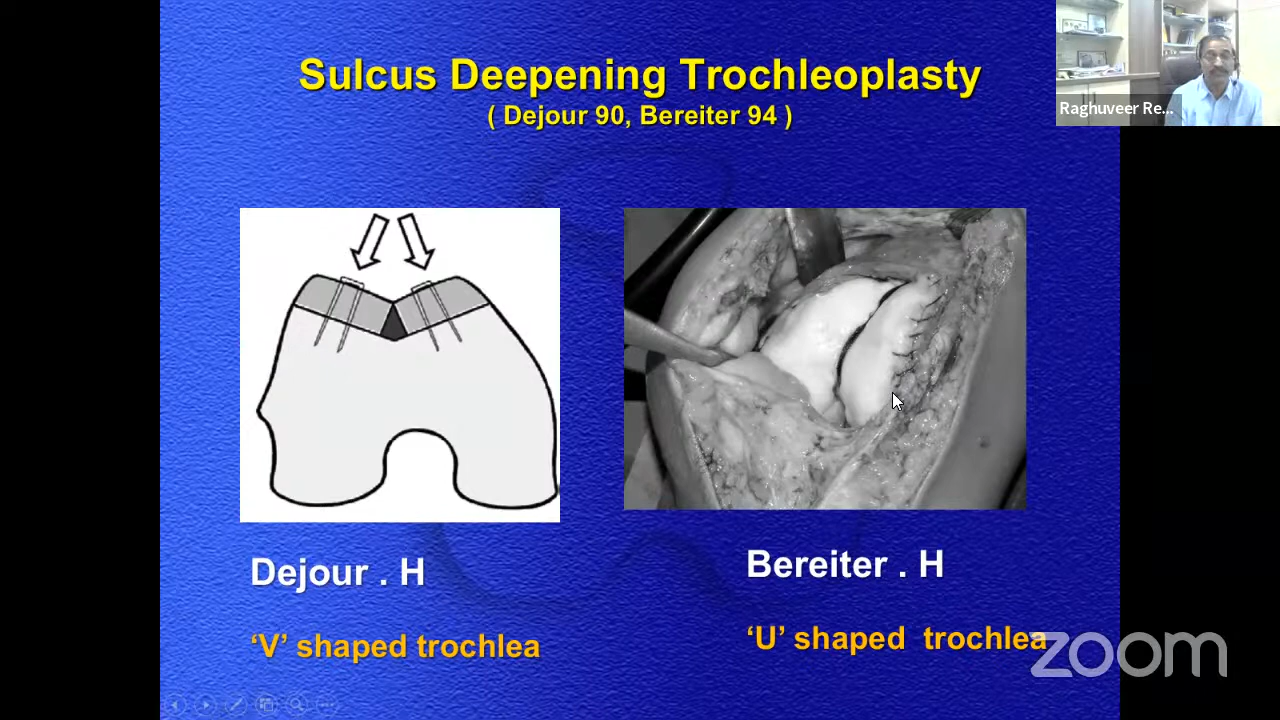 Sulcus Deepening Trochleoplasty
( Dejour 90, Bereiter 94 )
Raghuveer Re...
Dejour . H
Bereiter . H
‘V’ shaped trochlea
‘U’ shaped trochlea
zoom